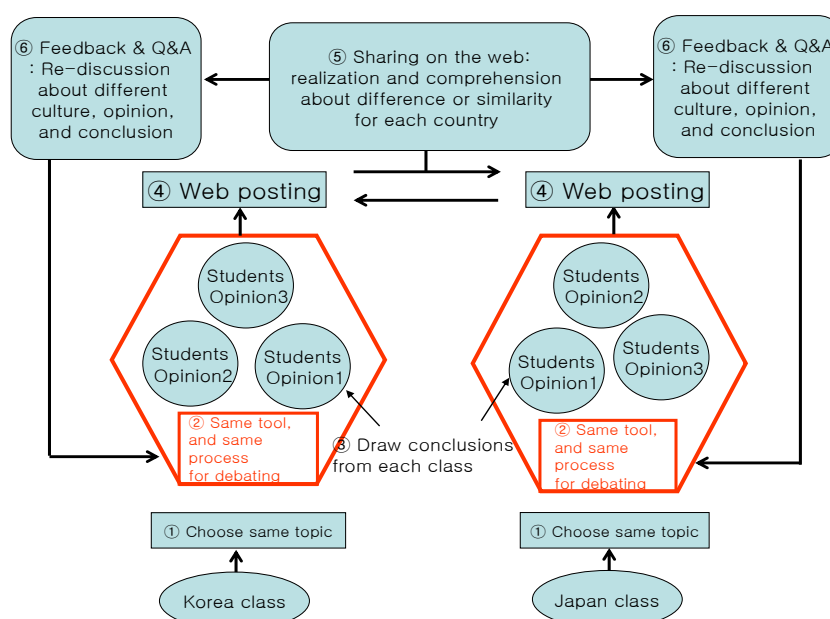 ⑥ Feedback & Q&A
: Re-discussion
about different
culture, opinion,
and conclusion
⑤ Sharing on the web:
realization and comprehension
about difference or similarity
for each country
⑥ Feedback & Q&A
: Re-discussion
about different
culture, opinion,
and conclusion
④ Web posting
④ Web posting
Students
Opinion3
Students
Opinion2
Students
Opinion1
Students
Opinion2
Students
Opinion1
Students
Opinion3
② Same tool,
and same
process
for debating
③ Draw conclusions
from each class
② Same tool,
and same
process
for debating
① Choose same topic
① Choose same topic
Korea class
Japan class